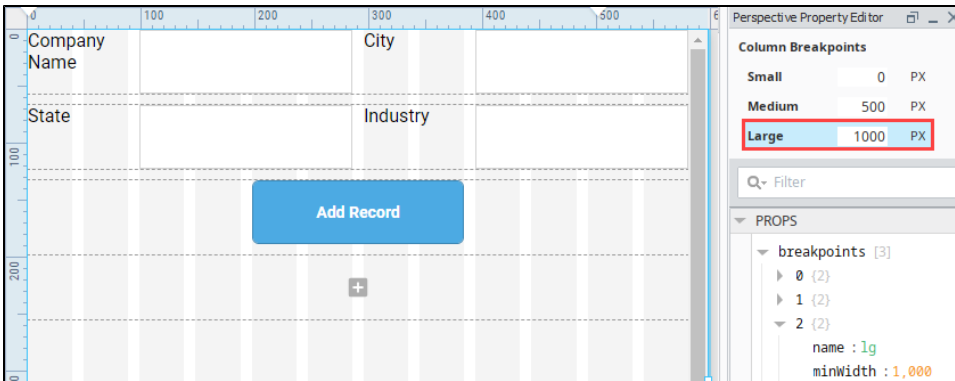 0 100 200 300 400 500 6
Perspective Property Editor
0
Company
Name
City
Column Breakpoints
Small 0 PX
Medium 500 PX
Large 1000 PX
State
Industry
100
Filter
Add Record
PROPS
breakpoints [3]
0 {2}
200
1 {2}
2 {2}
name : lg
minWidth : 1,000